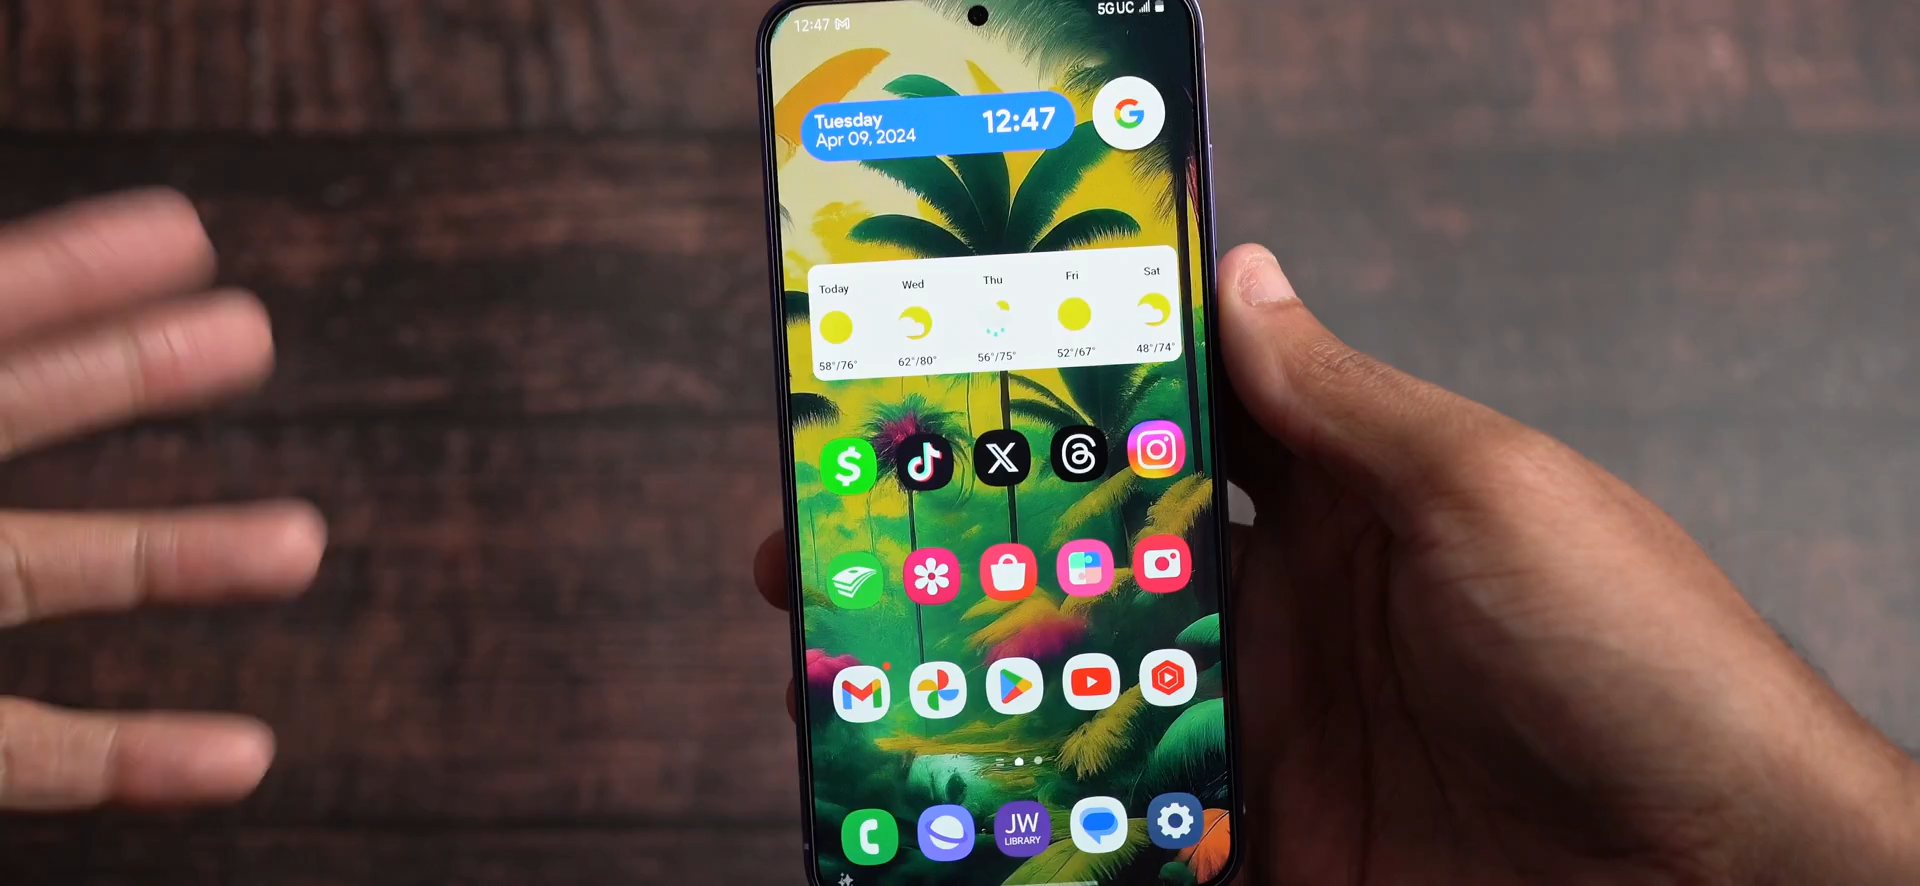 12:47
5G UC
Tuesday
Apr 09, 2024
12:47
Today Wed Thu Fri Sat
58°/76° 62°/80° 56°/75° 52°/67° 48°/74°
JW
LIBRARY